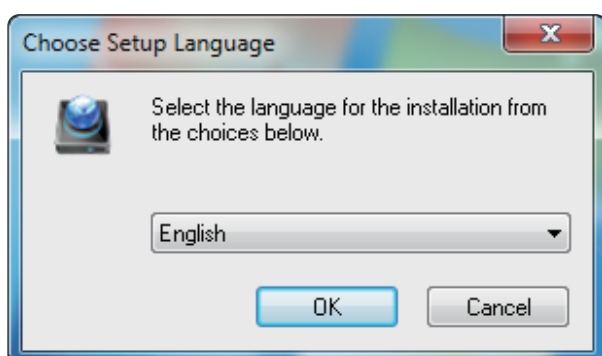 Choose Setup Language
Select the language for the installation from
the choices below.
English
OK
Cancel